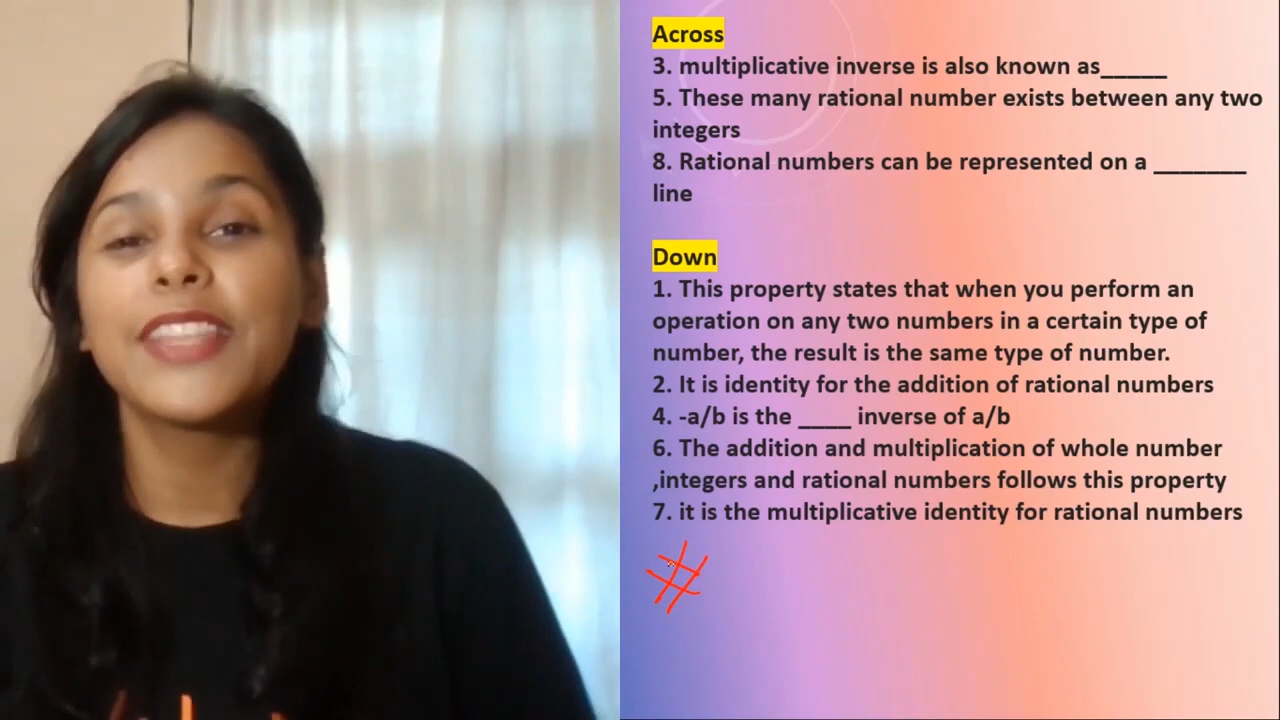 Across
3. multiplicative inverse is also known as_____
5. These many rational number exists between any two
integers
8. Rational numbers can be represented on a _______
line
Down
1. This property states that when you perform an
operation on any two numbers in a certain type of
number, the result is the same type of number.
2. It is identity for the addition of rational numbers
4. -a/b is the ____ inverse of a/b
6. The addition and multiplication of whole number
,integers and rational numbers follows this property
7. it is the multiplicative identity for rational numbers
#